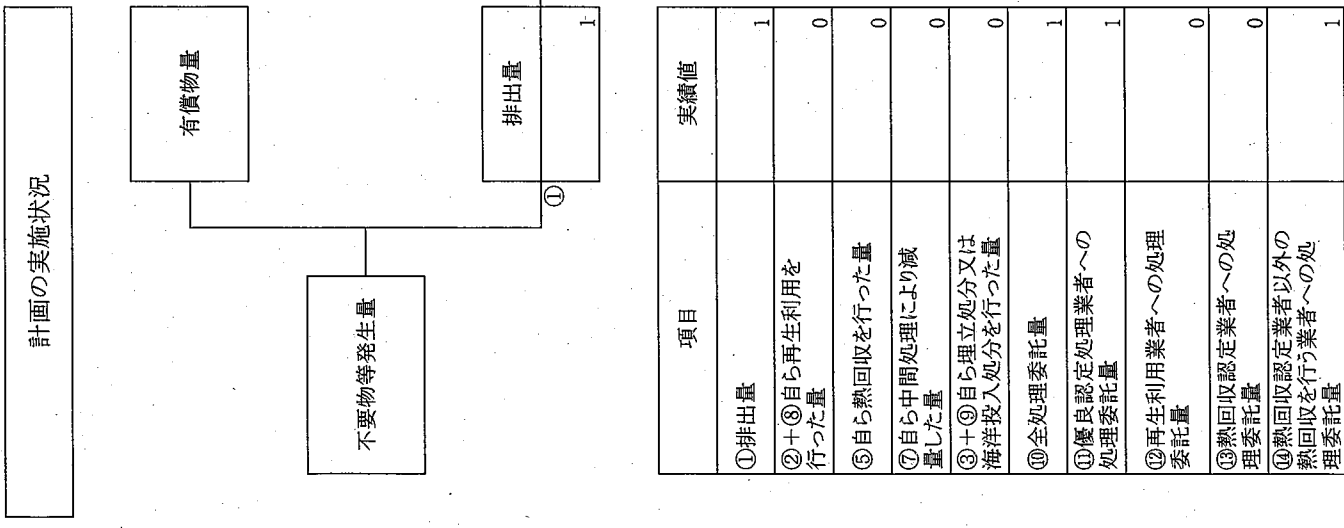 計画の実施状況
有償物量
不要物等発生量
排出量
①
1
項目
実績値
①排出量
1
②+⑧自ら再生利用を
行った量
0
⑤自ら熱回収を行った量
0
⑦自ら中間処理により減
量した量
0
③+⑨自ら埋立処分又は
海洋投入処分を行った量
0
⑩全処理委託量
1
⑪優良認定処理業者への
処理委託量
1
⑫再生利用業者への処理
委託量
0
⑬熱回収認定業者への処
理委託量
0
⑭熱回収認定業者以外の
熱回収を行う業者への処
理委託量
1